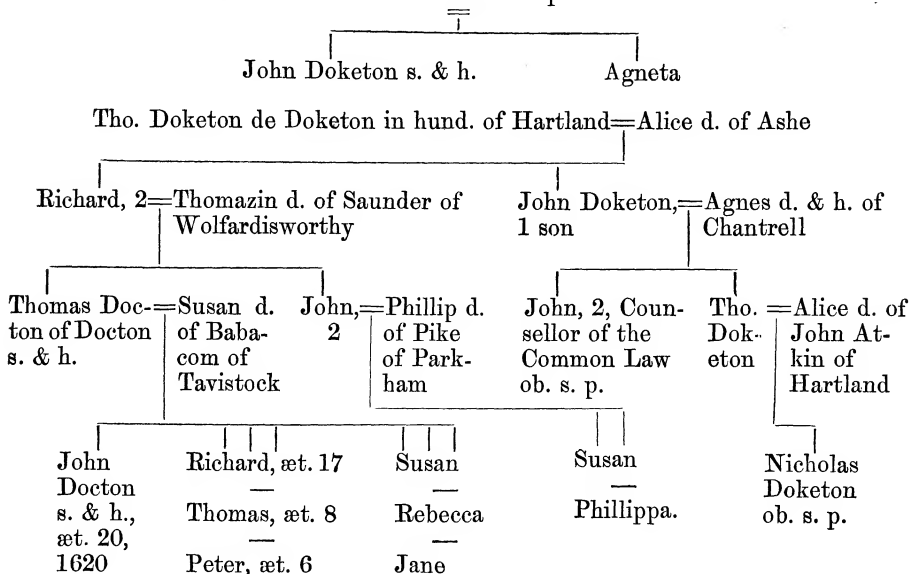 John Doketon s. & h. Agneta
Tho. Doketon de Doketon in hund. of Hartland=Alice d. of Ashe
Richard, 2=Thomazin d. of Saunder of
Wolfardisworthy
John Doketon,=Agnes d. & h. of
1 son Chantrell
Thomas Doc-=Susan d.
ton of Docton of Baba-
s. & h. com of
Tavistock
John,=Phillip d.
2 of Pike
of Park-
ham
John, 2, Coun-
sellor of the
Common Law
ob. s. p.
Tho. =Alice d. of
Dok- John At-
eton kin of
Hartland
John
Docton
s. & h.,
æt. 20,
1620
Richard, æt. 17
—
Thomas, æt. 8
—
Peter, æt. 6
Susan
—
Rebecca
—
Jane
Susan
—
Phillippa.
Nicholas
Doketon
ob. s. p.